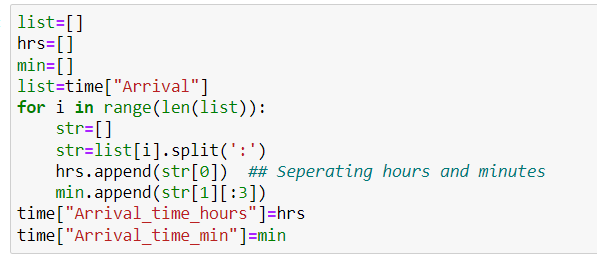 list=[]
hrs=[]
min=[]
list=time["Arrival"]
for i in range(len(list)):
    str=[]
    str=list[i].split(':')
    hrs.append(str[0])  ## Seperating hours and minutes
    min.append(str[1][:3])
time["Arrival_time_hours"]=hrs
time["Arrival_time_min"]=min